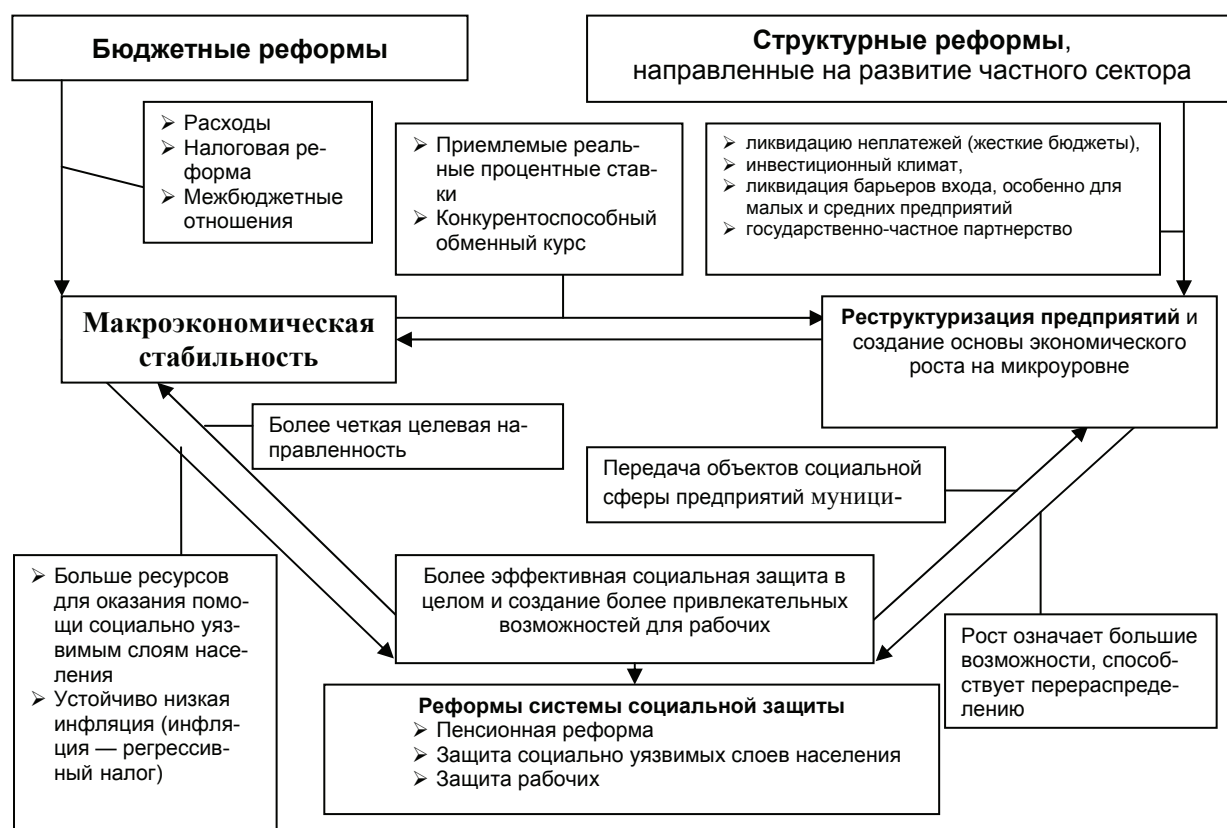 Бюджетные реформы
Структурные реформы,
направленные на развитие частного сектора
➢ Расходы
➢ Налоговая ре-
форма
➢ Межбюджетные
отношения
➢ Приемлемые реаль-
ные процентные став-
ки
➢ Конкурентоспособный
обменный курс
➢ ликвидацию неплатежей (жесткие бюджеты),
➢ инвестиционный климат,
➢ ликвидация барьеров входа, особенно для
малых и средних предприятий
➢ государственно-частное партнерство
Макроэкономическая
стабильность
Реструктуризация предприятий и
создание основы экономического
роста на микроуровне
Более четкая целевая на-
правленность
Передача объектов социальной
сферы предприятий муници-
➢ Больше ресурсов
для оказания помо-
щи социально уяз-
вимым слоям насе-
ления
➢ Устойчиво низкая
инфляция (инфля-
ция — регрессив-
ный налог)
Более эффективная социальная защита в
целом и создание более привлекательных
возможностей для рабочих
Рост означает большие
возможности, способ-
ствует перераспреде-
лению
Реформы системы социальной защиты
➢ Пенсионная реформа
➢ Защита социально уязвимых слоев населения
➢ Защита рабочих